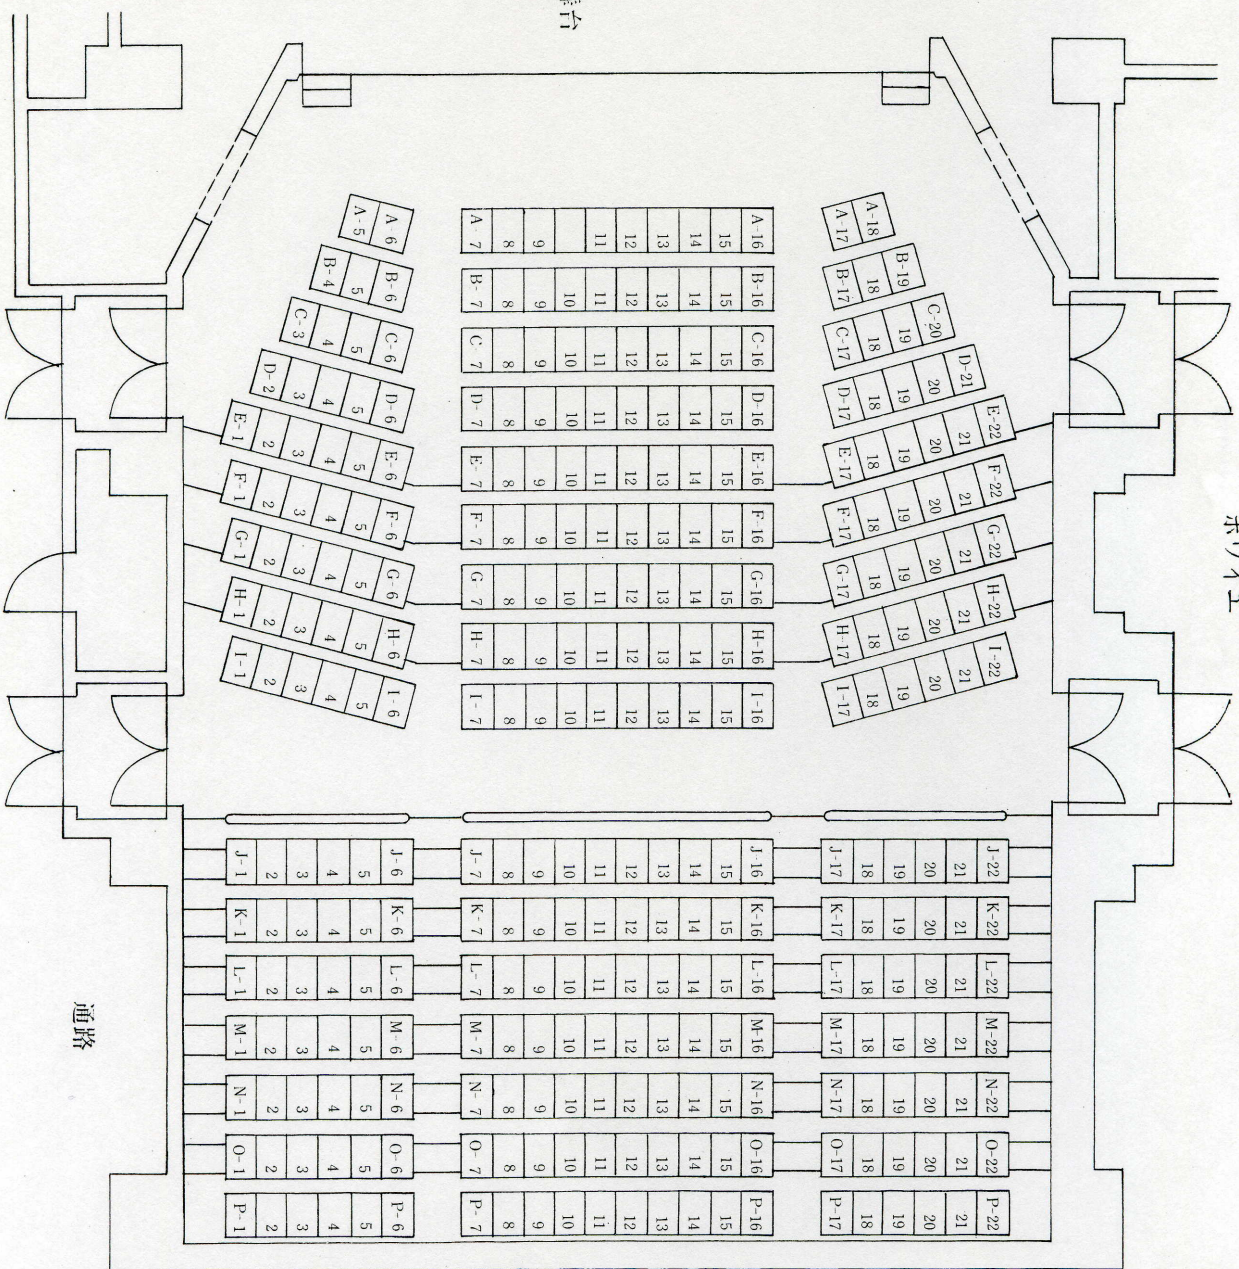 舞台
A-5 A-6 A-7 8 9 11 12 13 14 15 A-16 A-17 A-18
B-4 5 B-6 B-7 8 9 10 11 12 13 14 15 B-16 B-17 18 B-19
C-3 4 5 C-6 C-7 8 9 10 11 12 13 14 15 C-16 C-17 18 19 C-20
D-2 3 4 5 D-6 D-7 8 9 10 11 12 13 14 15 D-16 D-17 18 19 20 D-21
E-1 2 3 4 5 E-6 E-7 8 9 10 11 12 13 14 15 E-16 E-17 18 19 20 21 E-22
F-1 2 3 4 5 F-6 F-7 8 9 10 11 12 13 14 15 F-16 F-17 18 19 20 21 F-22
G-1 2 3 4 5 G-6 G-7 8 9 10 11 12 13 14 15 G-16 G-17 18 19 20 21 G-22
H-1 2 3 4 5 H-6 H-7 8 9 10 11 12 13 14 15 H-16 H-17 18 19 20 21 H-22
I-1 2 3 4 5 I-6 I-7 8 9 10 11 12 13 14 15 I-16 I-17 18 19 20 21 I-22
ホワイエ
J-1 2 3 4 5 J-6 J-7 8 9 10 11 12 13 14 15 J-16 J-17 18 19 20 21 J-22
K-1 2 3 4 5 K-6 K-7 8 9 10 11 12 13 14 15 K-16 K-17 18 19 20 21 K-22
L-1 2 3 4 5 L-6 L-7 8 9 10 11 12 13 14 15 L-16 L-17 18 19 20 21 L-22
M-1 2 3 4 5 M-6 M-7 8 9 10 11 12 13 14 15 M-16 M-17 18 19 20 21 M-22
N-1 2 3 4 5 N-6 N-7 8 9 10 11 12 13 14 15 N-16 N-17 18 19 20 21 N-22
O-1 2 3 4 5 O-6 O-7 8 9 10 11 12 13 14 15 O-16 O-17 18 19 20 21 O-22
P-1 2 3 4 5 P-6 P-7 8 9 10 11 12 13 14 15 P-16 P-17 18 19 20 21 P-22
通路